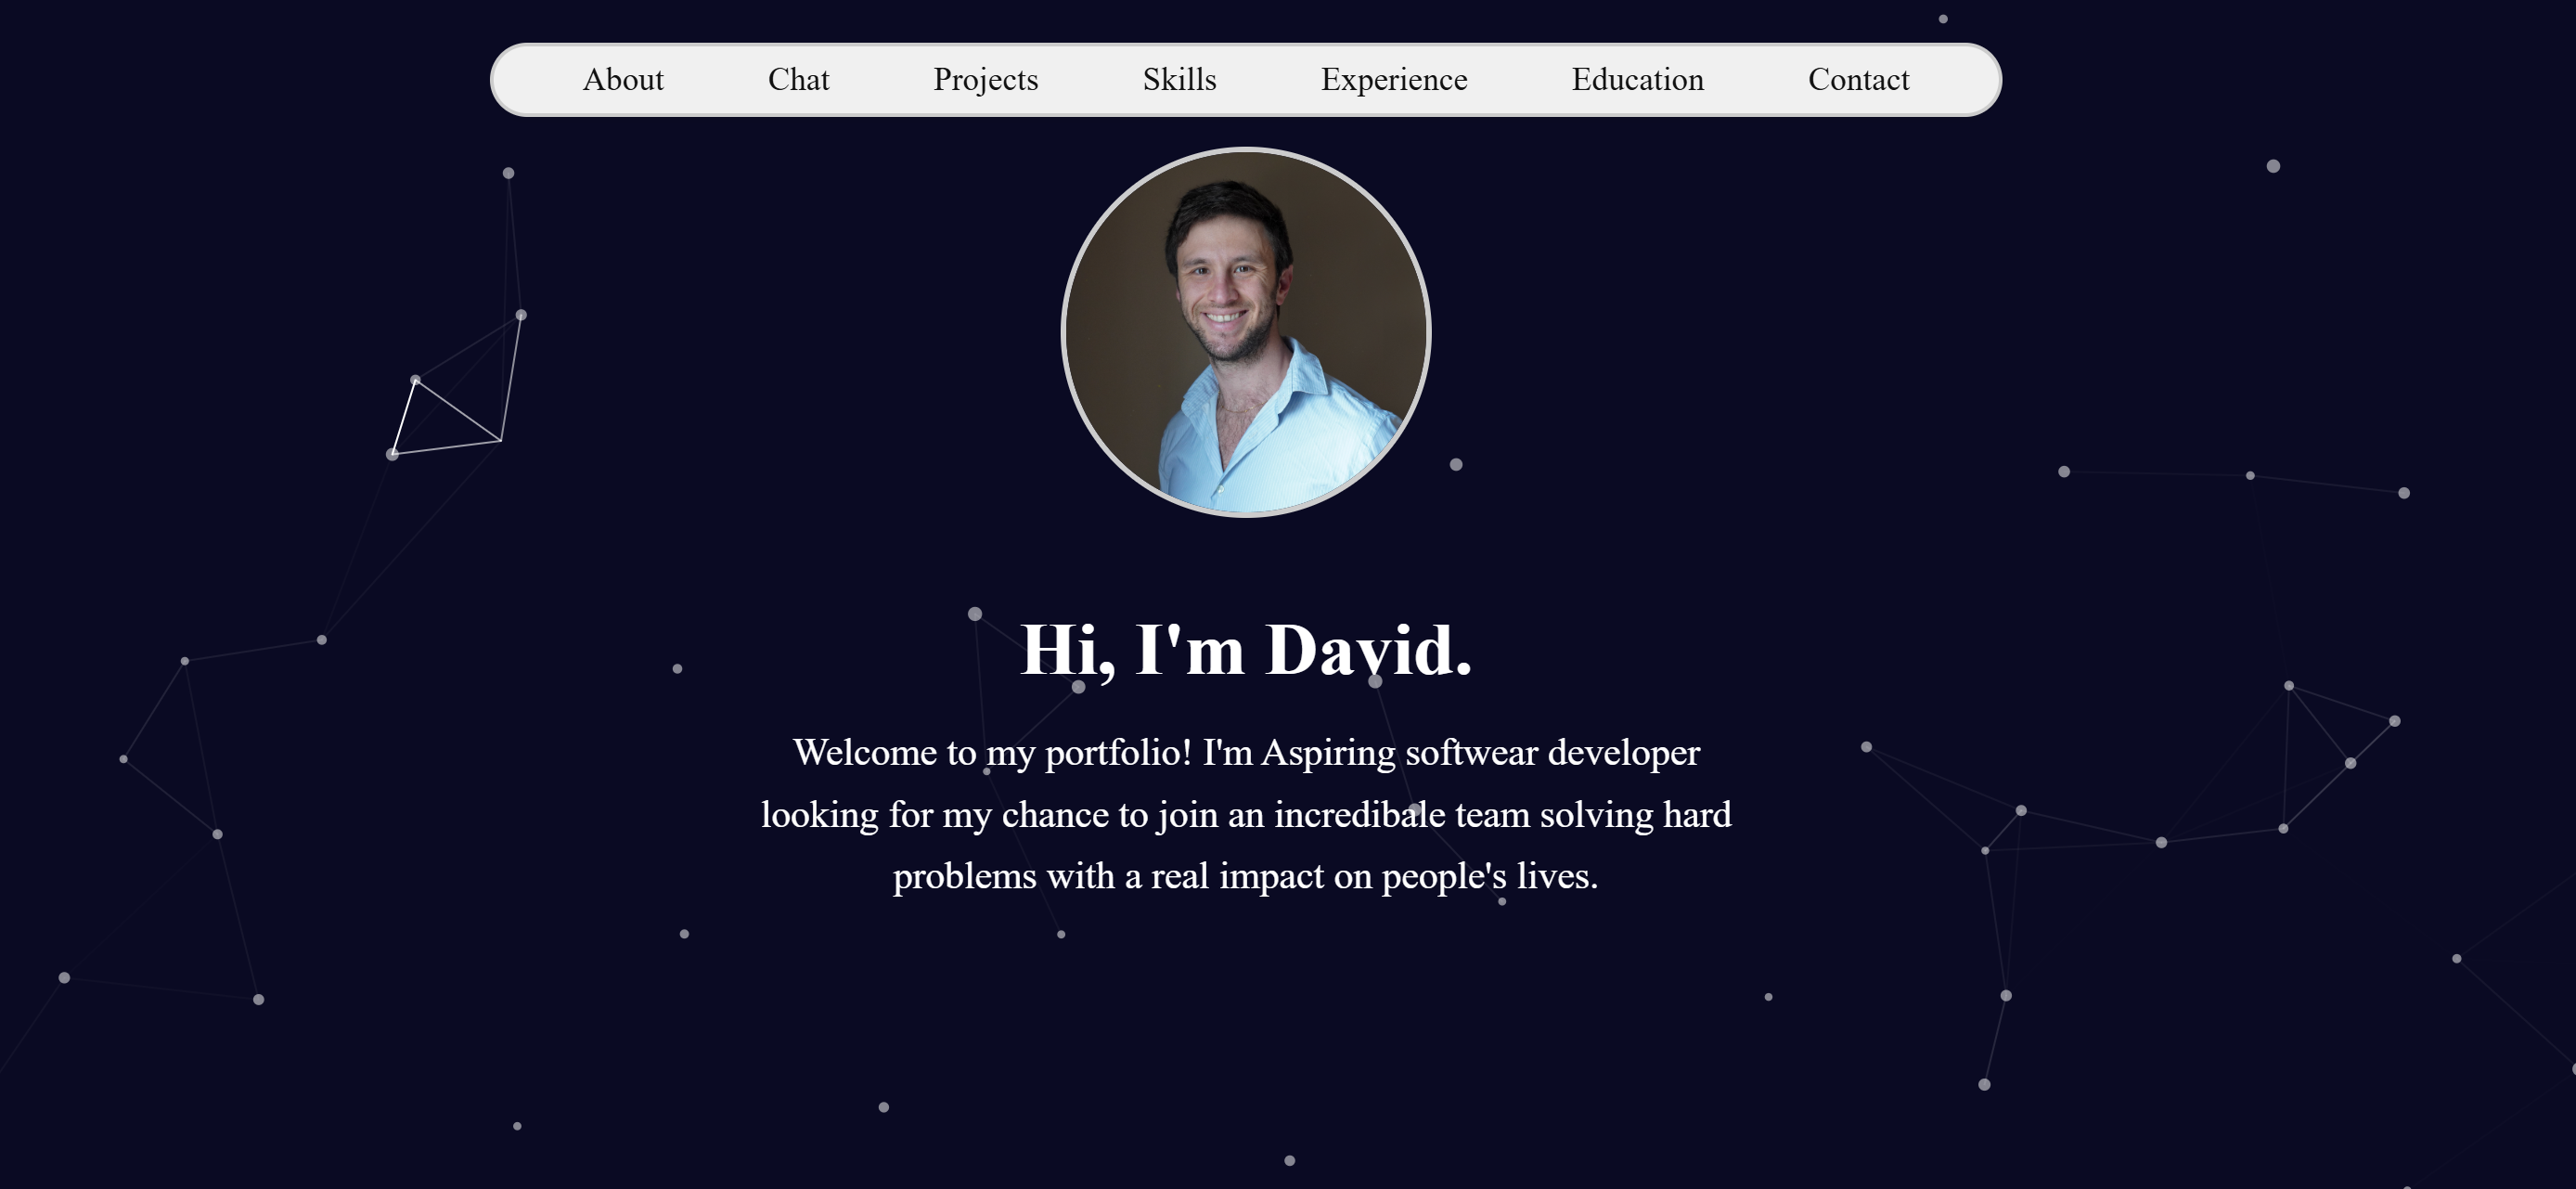 About Chat Projects Skills Experience Education Contact
Hi, I'm David.
Welcome to my portfolio! I'm Aspiring softwear developer
looking for my chance to join an incredibale team solving hard
problems with a real impact on people's lives.